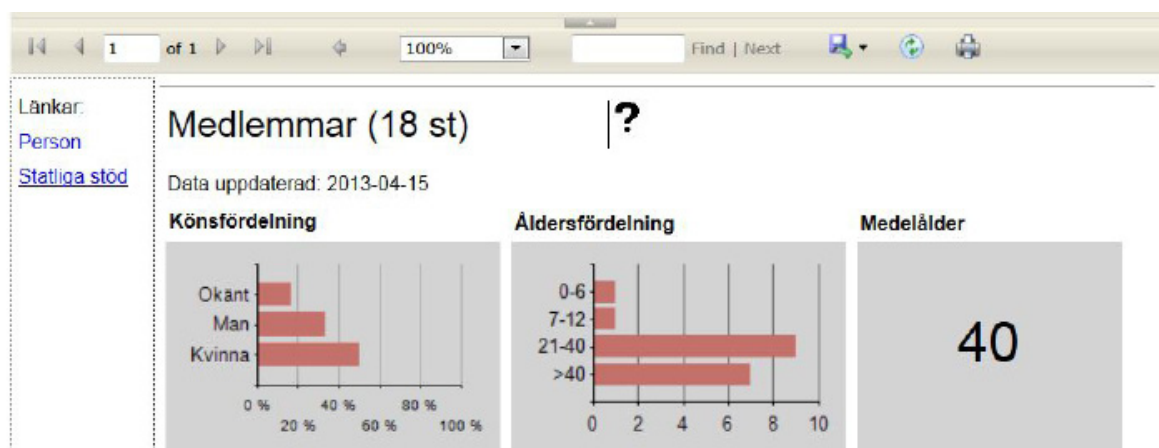 1 of 1 100% Find | Next
Länkar:
Person
Statliga stöd
Medlemmar (18 st) ?
Data uppdaterad: 2013-04-15
Könsfördelning
Okänt
Man
Kvinna
0 % 40 % 80 %
20 % 60 % 100 %
Åldersfördelning
0-6
7-12
21-40
>40
0 2 4 6 8 10
Medelålder
40